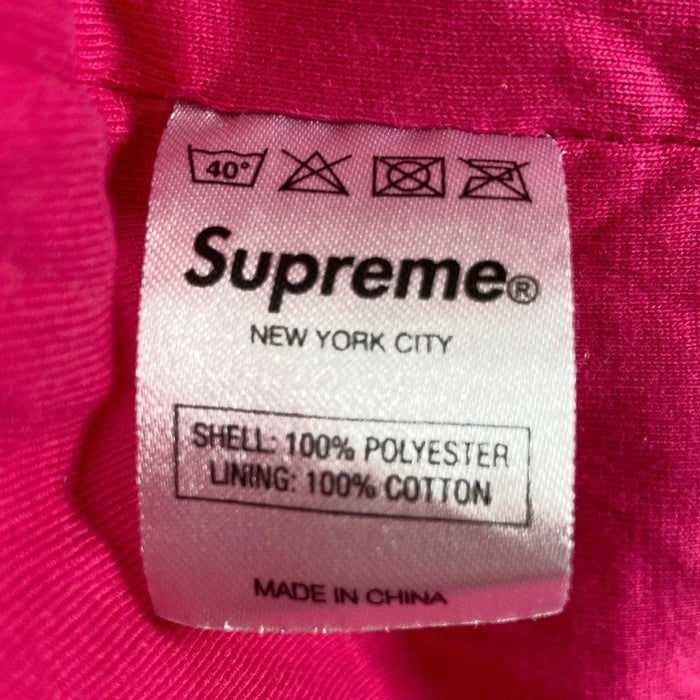 40°
Supreme®
NEW YORK CITY
SHELL: 100% POLYESTER
LINING: 100% COTTON
MADE IN CHINA